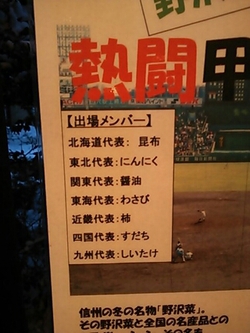 野沢
熱闘甲
【出場メンバー】
北海道代表： 昆布
東北代表：にんにく
関東代表：醤油
東海代表：わさび
近畿代表：柿
四国代表：すだち
九州代表：しいたけ
信州の冬の名物「野沢菜」。
その野沢菜と全国の名産品との